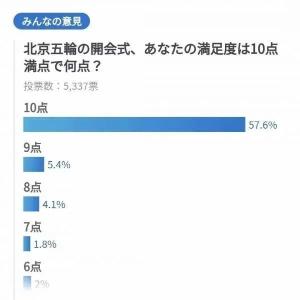 みんなの意見
北京五輪の開会式、あなたの満足度は10点
満点で何点？
投票数：5,337票
10点
57.6%
9点
5.4%
8点
4.1%
7点
1.8%
6点
2%